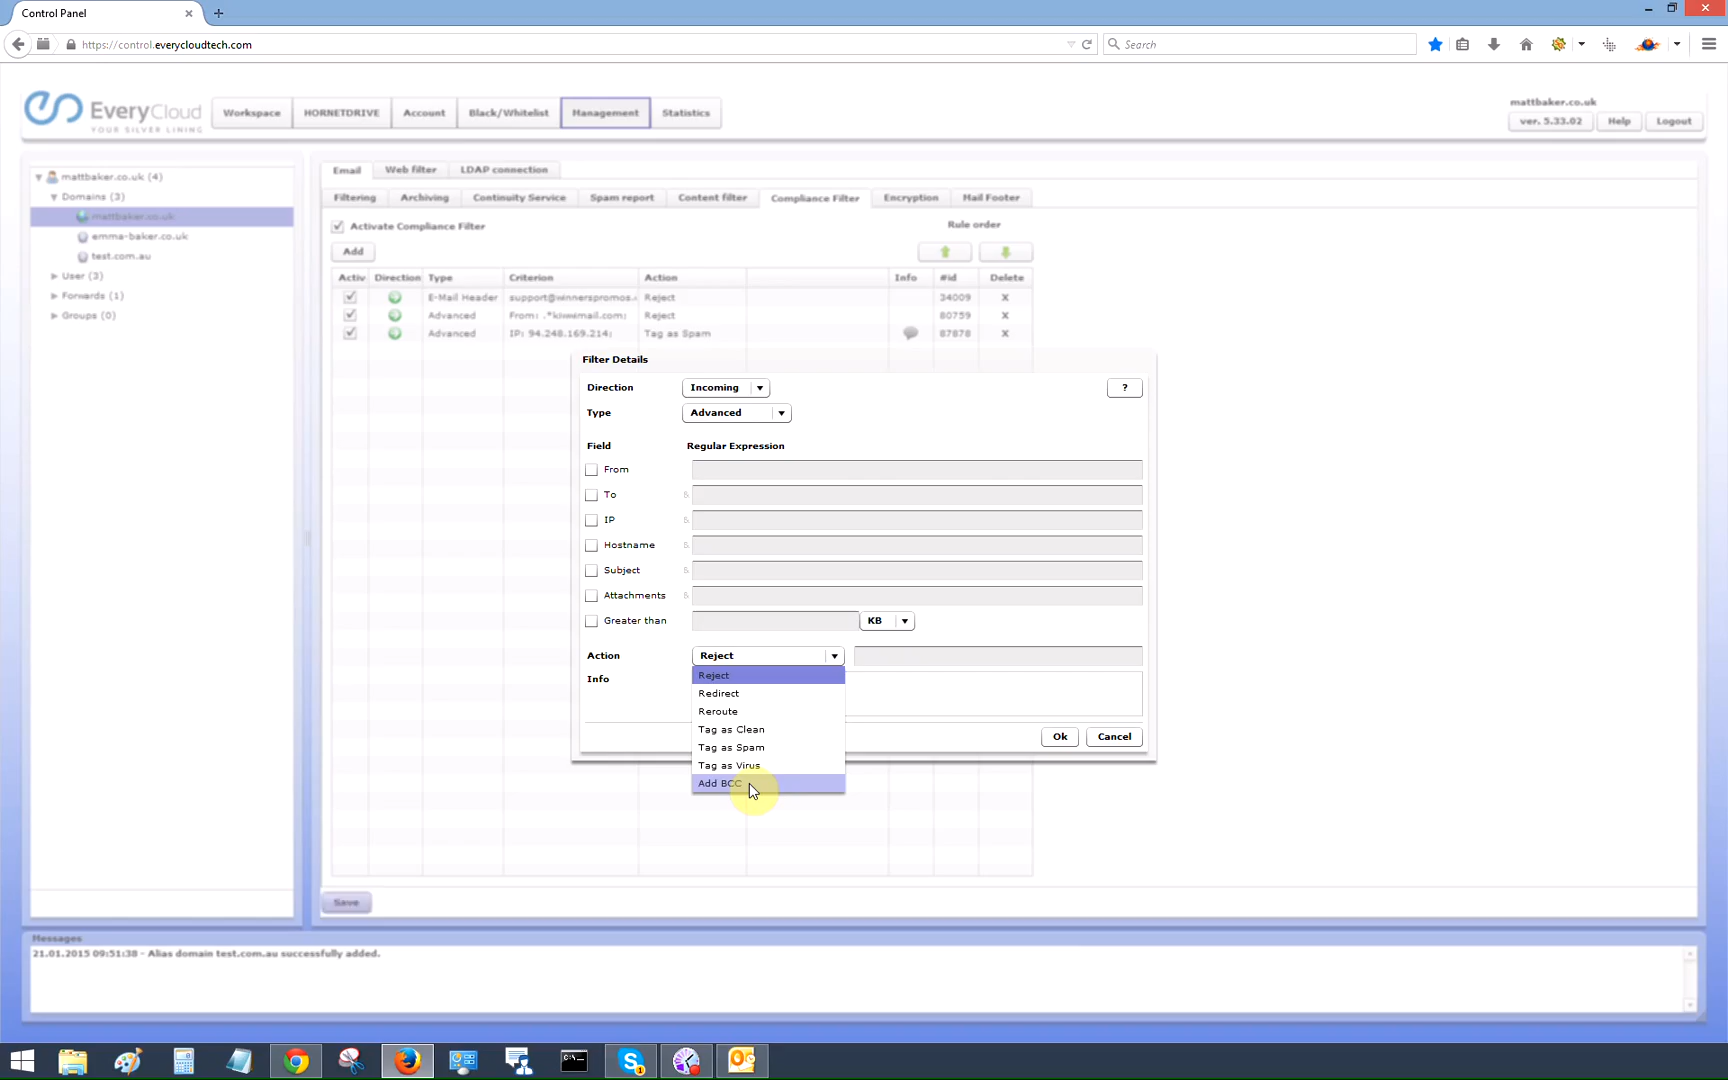 Control Panel
https://control.everycloudtech.com
Search
EveryCloud
YOUR SILVER LINING
Workspace
HORNETDRIVE
Account
Black/Whitelist
Management
Statistics
mattbaker.co.uk
ver. 5.33.02
Help
Logout
mattbaker.co.uk (4)
Domains (3)
mattbaker.co.uk
emma-baker.co.uk
test.com.au
User (3)
Forwards (1)
Groups (0)
Email
Web filter
LDAP connection
Filtering
Archiving
Continuity Service
Spam report
Content filter
Compliance Filter
Encryption
Mail Footer
Activate Compliance Filter
Rule order
Add
Activ Direction Type Criterion Action Info #id Delete
E-Mail Header support@winnerspromos. Reject 34009 X
Advanced Reject 80759 X
Advanced IP: 94.248.169.214; Tag as Spam 87878 X
Filter Details
Direction Incoming ?
Type Advanced
Field Regular Expression
From
To &
IP &
Hostname &
Subject &
Attachments &
Greater than KB
Action Reject
Info
Reject
Redirect
Reroute
Tag as Clean
Tag as Spam
Tag as Virus
Add BCC
Ok
Cancel
Save
Messages
21.01.2015 09:51:38 - Alias domain test.com.au successfully added.